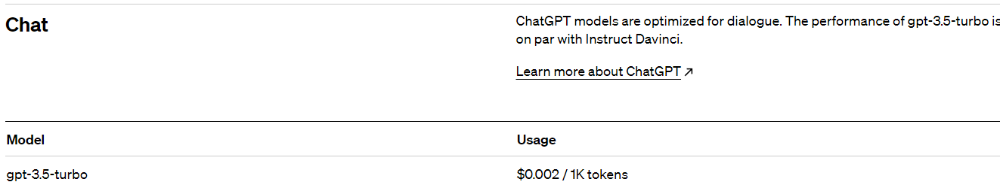 Chat
ChatGPT models are optimized for dialogue. The performance of gpt-3.5-turbo is
on par with Instruct Davinci.
Learn more about ChatGPT ↗
Model Usage
gpt-3.5-turbo $0.002 / 1K tokens